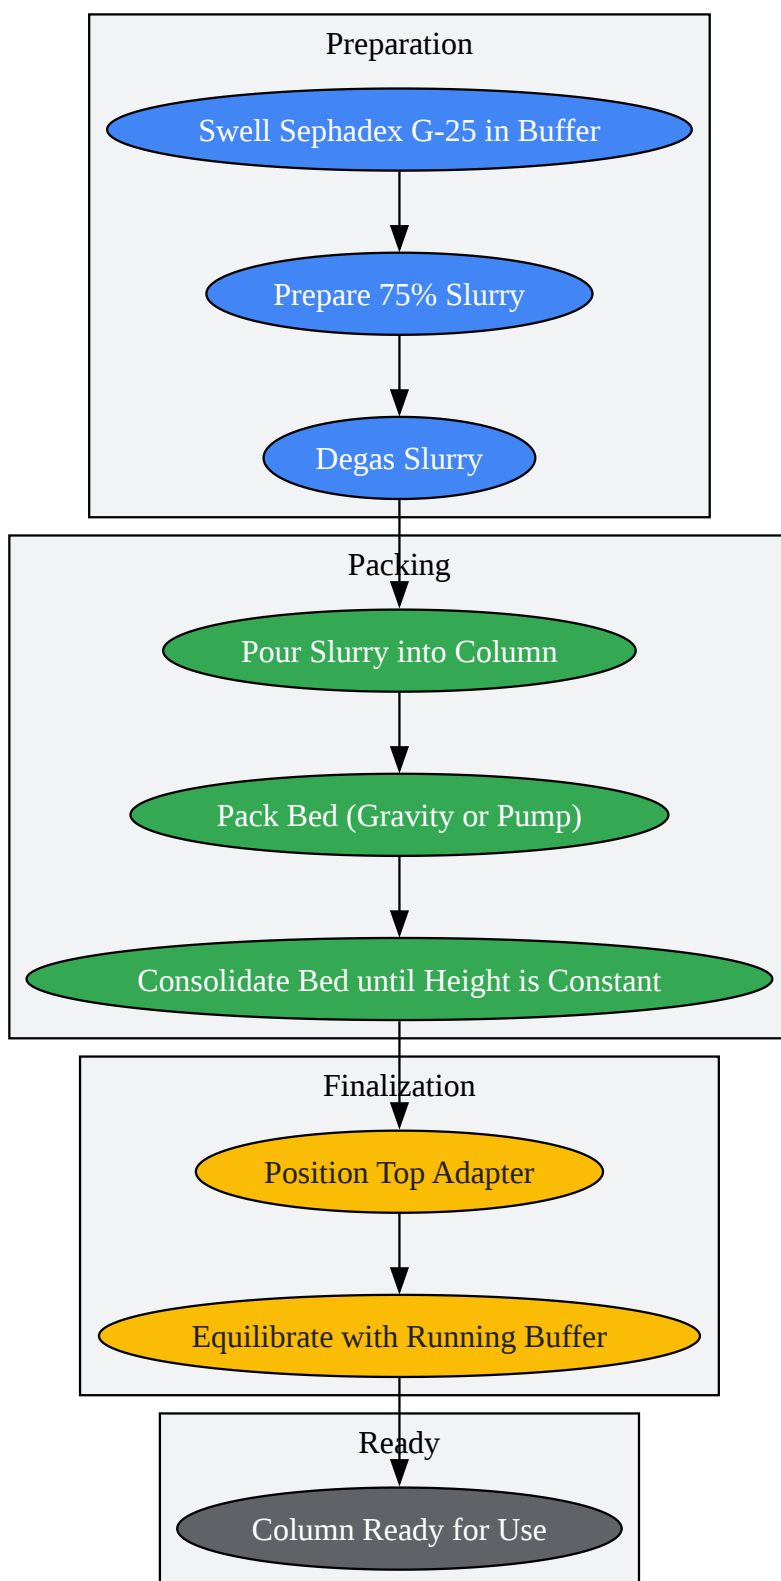 Preparation
Swell Sephadex G-25 in Buffer
Prepare 75% Slurry
Degas Slurry
Packing
Pour Slurry into Column
Pack Bed (Gravity or Pump)
Consolidate Bed until Height is Constant
Finalization
Position Top Adapter
Equilibrate with Running Buffer
Ready
Column Ready for Use